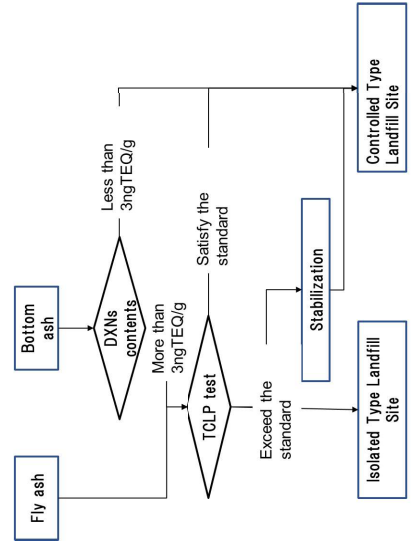 Fly ash
Bottom
ash
DXNs
contents
Less than
3ngTEQ/g
More than
3ngTEQ/g
TCLP test
Satisfy the
standard
Exceed the
standard
Stabilization
Isolated Type Landfill
Site
Controlled Type
Landfill Site